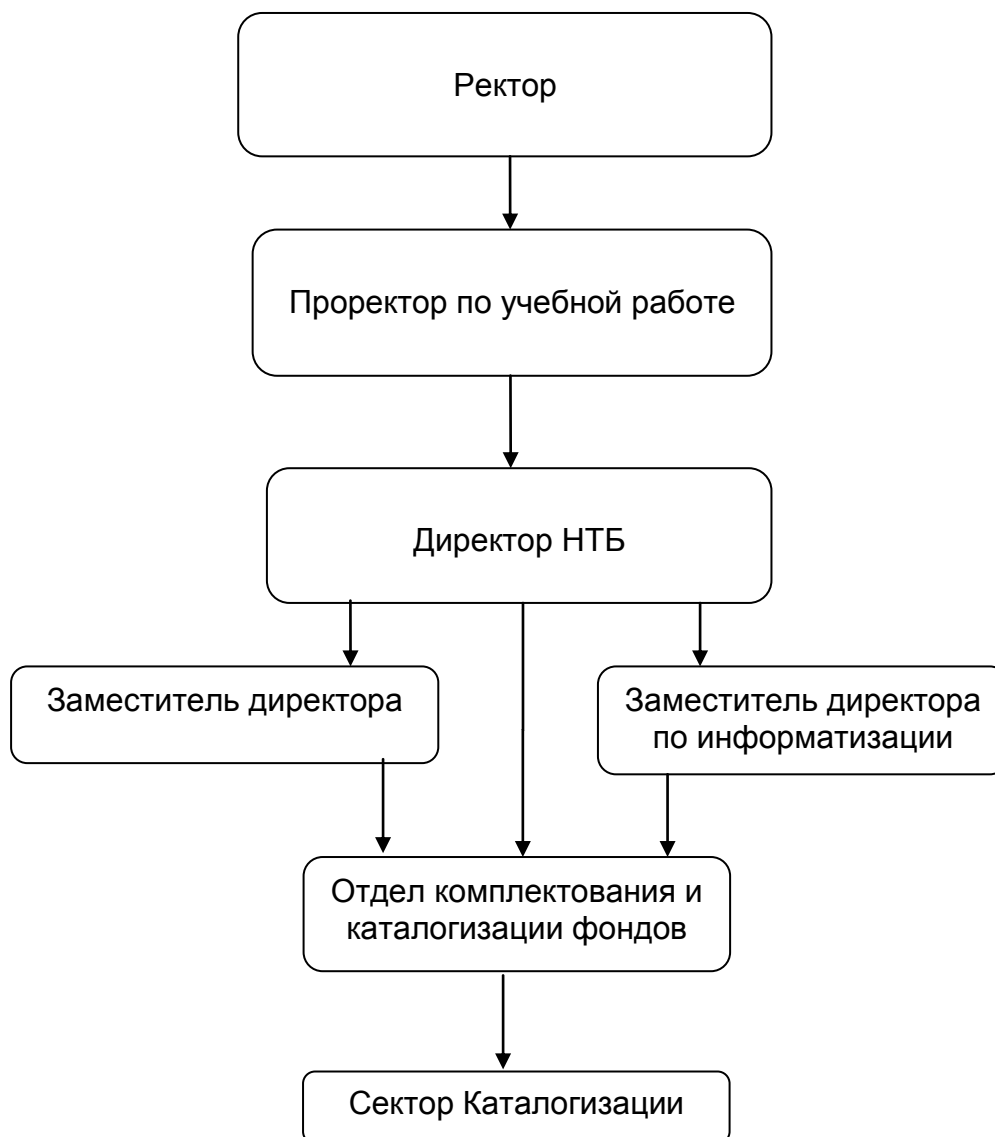 Ректор
Проректор по учебной работе
Директор НТБ
Заместитель директора
Заместитель директора
по информатизации
Отдел комплектования и
каталогизации фондов
Сектор Каталогизации